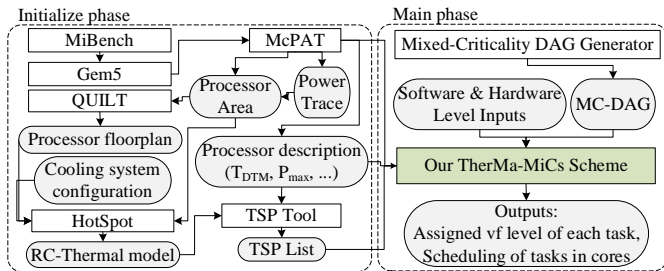 Initialize phase
MiBench
Gem5
QUILT
Processor floorplan
Cooling system
configuration
HotSpot
RC-Thermal model
McPAT
Processor
Area
Power
Trace
Processor description
(T_DTM, P_max, ...)
TSP Tool
TSP List
Main phase
Mixed-Criticality DAG Generator
Software & Hardware
Level Inputs
MC-DAG
Our TherMa-MiCs Scheme
Outputs:
Assigned vf level of each task,
Scheduling of tasks in cores